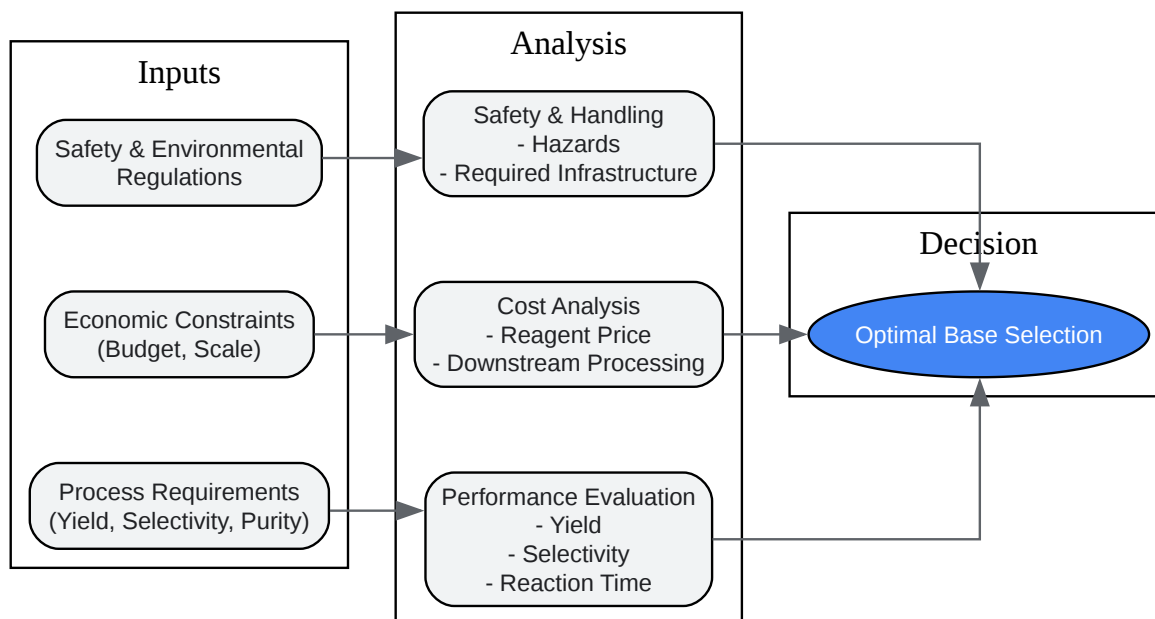 Inputs
Safety & Environmental
Regulations
Economic Constraints
(Budget, Scale)
Process Requirements
(Yield, Selectivity, Purity)
Analysis
Safety & Handling
- Hazards
- Required Infrastructure
Cost Analysis
- Reagent Price
- Downstream Processing
Performance Evaluation
- Yield
- Selectivity
- Reaction Time
Decision
Optimal Base Selection